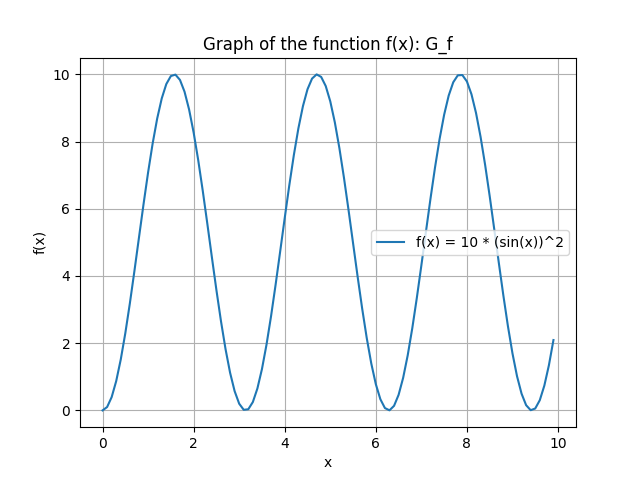 Graph of the function f(x): G_f
f(x)
10
8
6
4
2
0
f(x) = 10 * (sin(x))^2
0 2 4 6 8 10
x